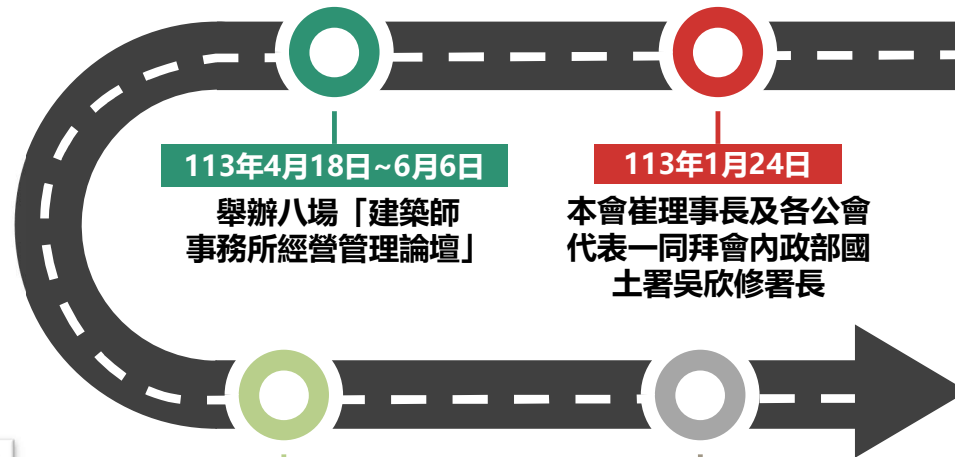 113年4月18日~6月6日
舉辦八場「建築師
事務所經營管理論壇」
113年1月24日
本會崔理事長及各公會
代表一同拜會內政部國
土署吳欣修署長